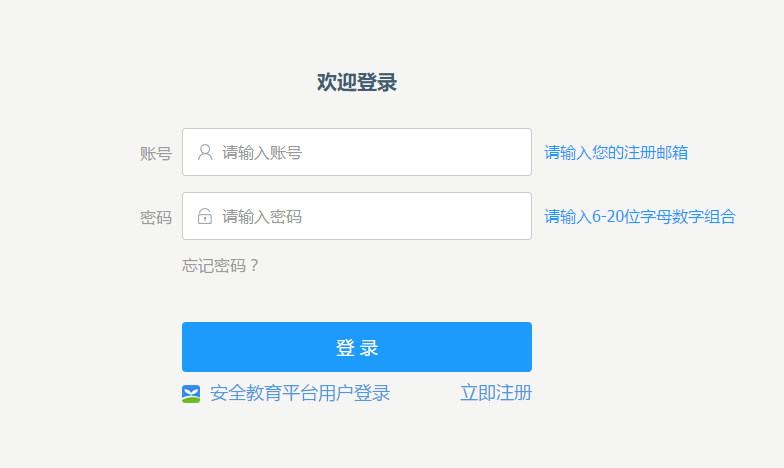 欢迎登录
账号 请输入账号 请输入您的注册邮箱
密码 请输入密码 请输入6-20位字母数字组合
忘记密码？
登 录
安全教育平台用户登录 立即注册